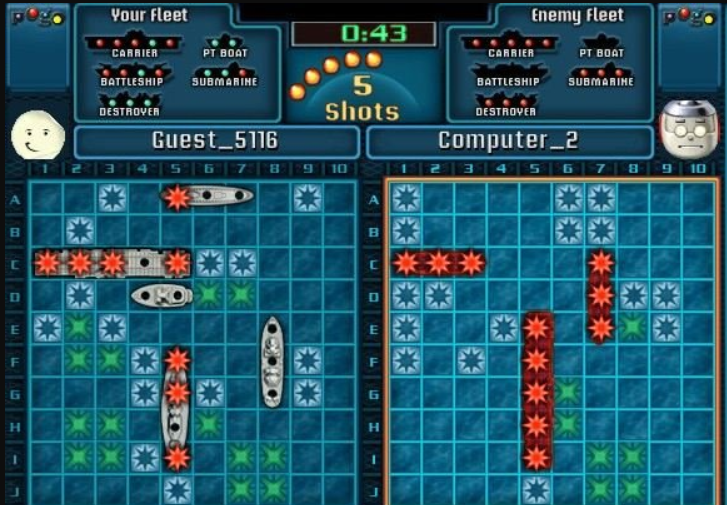 pogo
Your Fleet
0:43
Enemy Fleet
pogo
CARRIER
PT BOAT
BATTLESHIP
SUBMARINE
DESTROYER
5
Shots
CARRIER
PT BOAT
BATTLESHIP
SUBMARINE
DESTROYER
Guest_5116
Computer_2
1 2 3 4 5 6 7 8 9 10
1 2 3 4 5 6 7 8 9 10
A
B
C
D
E
F
G
H
I
J
A
B
C
D
E
F
G
H
I
J